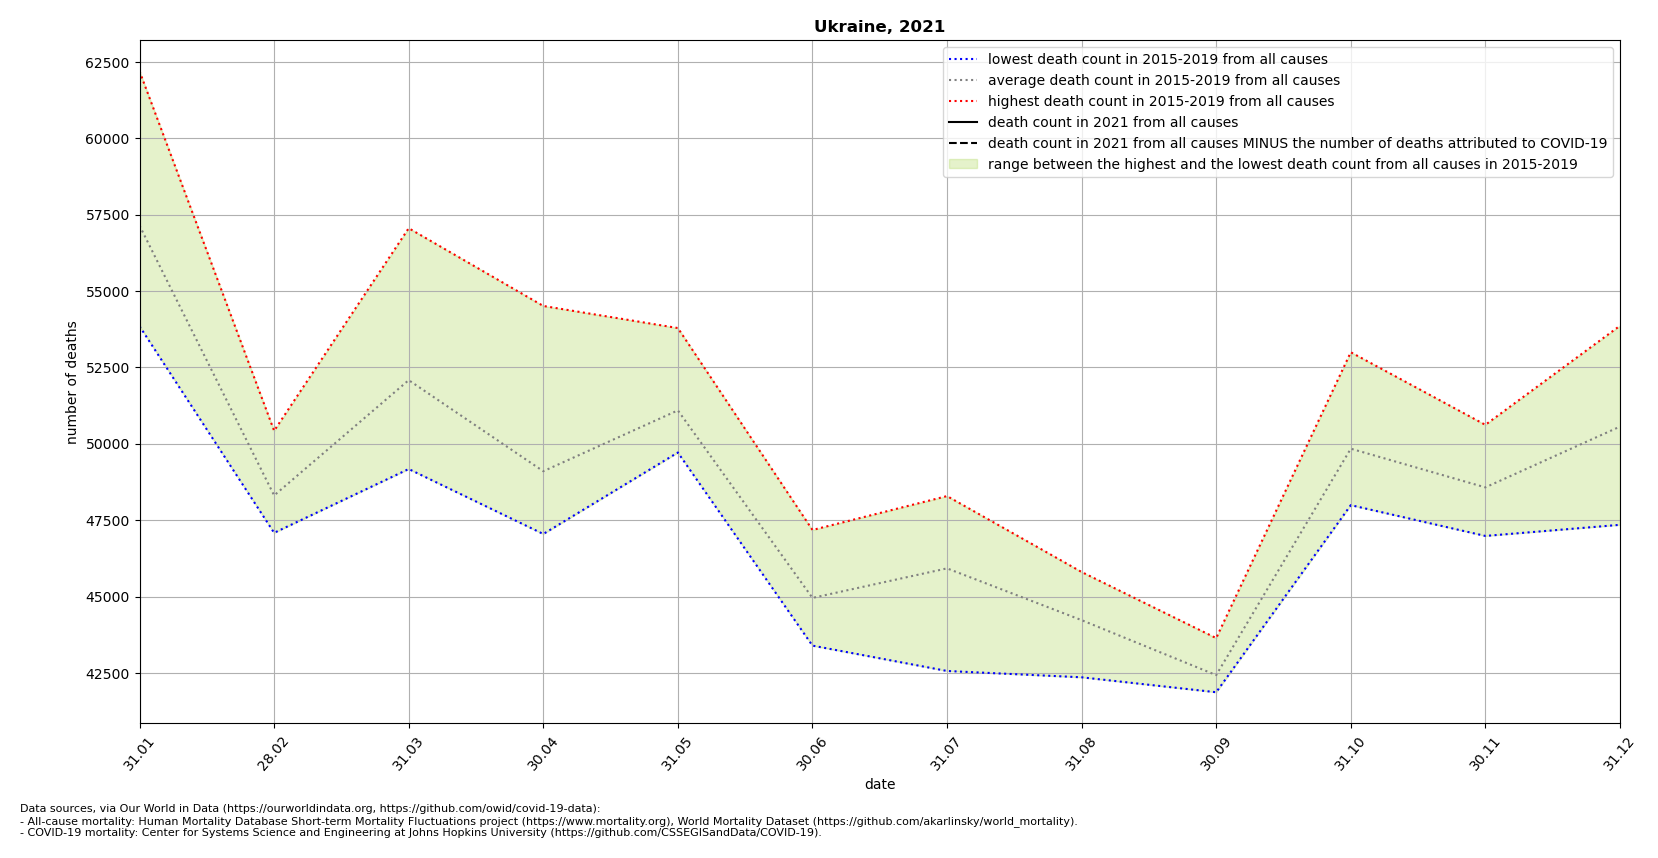 Ukraine, 2021
lowest death count in 2015-2019 from all causes
average death count in 2015-2019 from all causes
highest death count in 2015-2019 from all causes
death count in 2021 from all causes
death count in 2021 from all causes MINUS the number of deaths attributed to COVID-19
range between the highest and the lowest death count from all causes in 2015-2019
number of deaths
62500
60000
57500
55000
52500
50000
47500
45000
42500
31.01
28.02
31.03
30.04
31.05
30.06
31.07
31.08
30.09
31.10
30.11
31.12
date
Data sources, via Our World in Data (https://ourworldindata.org, https://github.com/owid/covid-19-data):
- All-cause mortality: Human Mortality Database Short-term Mortality Fluctuations project (https://www.mortality.org), World Mortality Dataset (https://github.com/akarlinsky/world_mortality).
- COVID-19 mortality: Center for Systems Science and Engineering at Johns Hopkins University (https://github.com/CSSEGISandData/COVID-19).